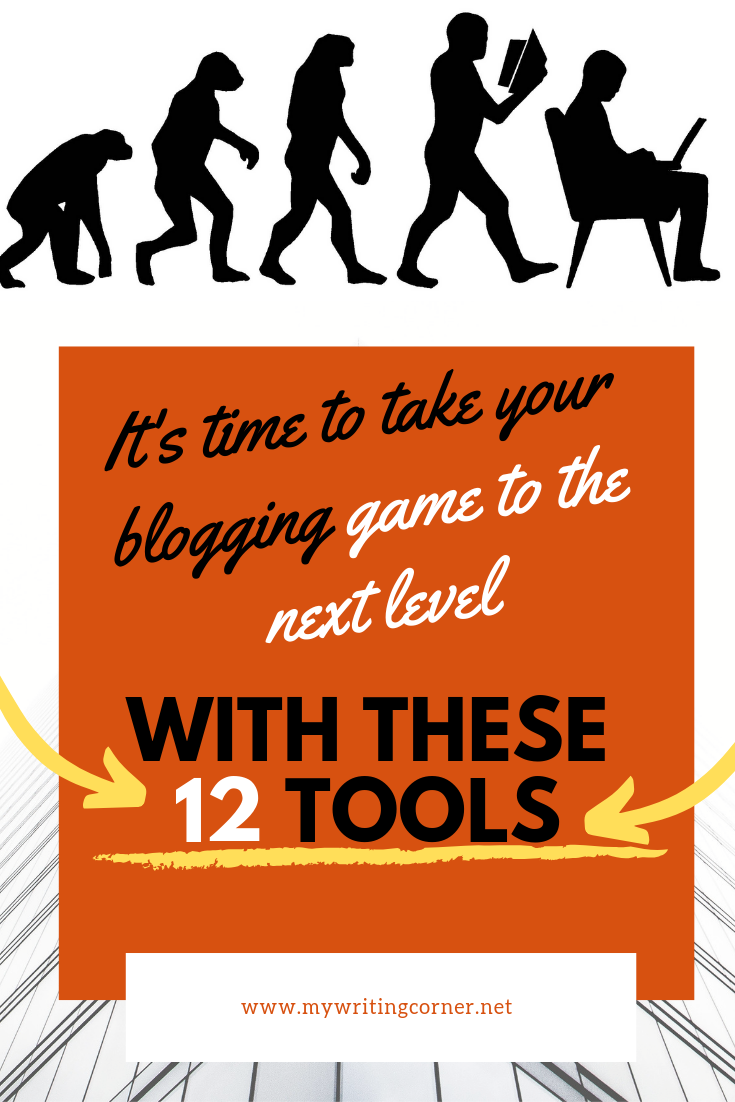 It's time to take your
blogging game to the
next level
WITH THESE
12 TOOLS
www.mywritingcorner.net